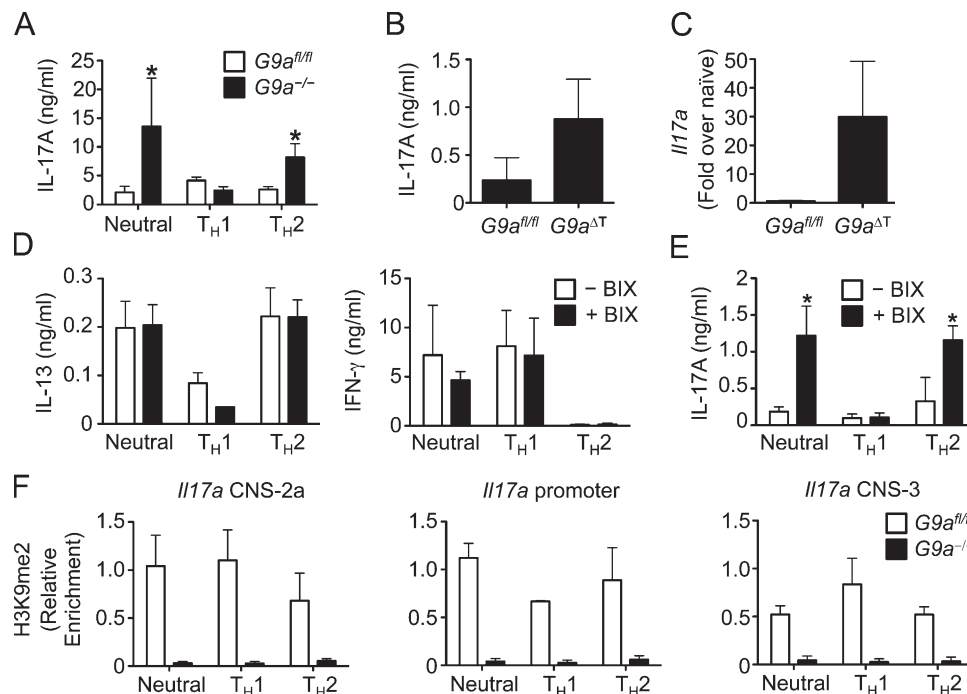 A
IL-17A (ng/ml)
25
20
15
10
5
0
G9afl/fl
G9a−/−
*
*
Neutral TH1 TH2
B
IL-17A (ng/ml)
1.5
1.0
0.5
0
G9afl/fl G9aΔT
C
Il17a
(Fold over naïve)
50
40
30
20
10
0
G9afl/fl G9aΔT
D
IL-13 (ng/ml)
0.3
0.2
0.1
0
Neutral TH1 TH2
IFN-γ (ng/ml)
15
10
5
0
− BIX
+ BIX
Neutral TH1 TH2
E
IL-17A (ng/ml)
2
1.5
1.0
0.5
0
− BIX
+ BIX
*
*
Neutral TH1 TH2
F
H3K9me2
(Relative
Enrichment)
Il17a CNS-2a
1.5
1.0
0.5
0
Neutral TH1 TH2
Il17a promoter
1.5
1.0
0.5
0
Neutral TH1 TH2
Il17a CNS-3
1.5
1.0
0.5
0
G9afl/fl
G9a−/−
Neutral TH1 TH2